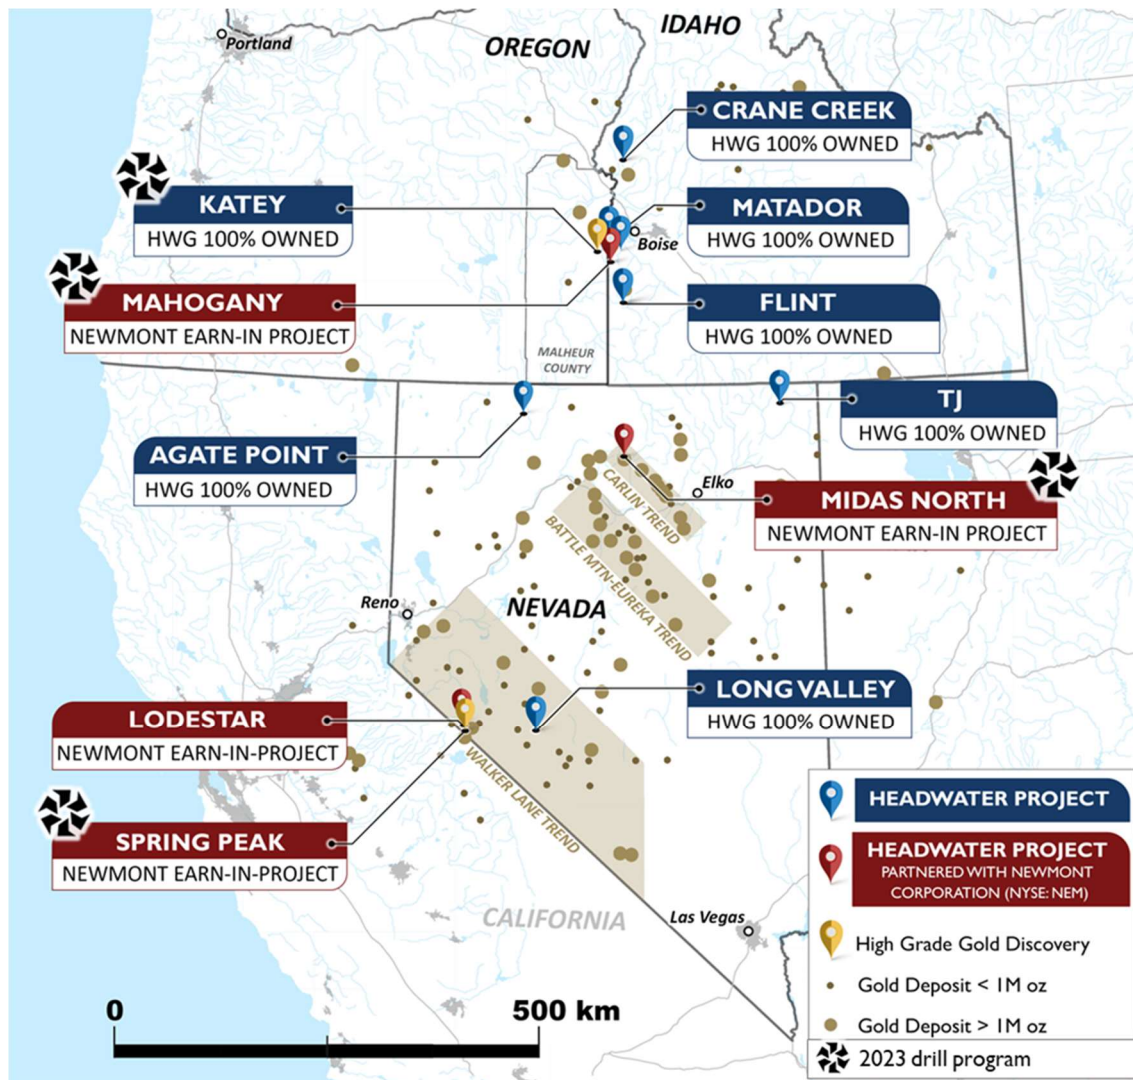 IDAHO
OREGON
Portland
CRANE CREEK
HWG 100% OWNED
KATEY
HWG 100% OWNED
MATADOR
HWG 100% OWNED
Boise
MAHOGANY
NEWMONT EARN-IN PROJECT
FLINT
HWG 100% OWNED
MALHEUR
COUNTY
TJ
HWG 100% OWNED
AGATE POINT
HWG 100% OWNED
CARLIN TREND
Elko
MIDAS NORTH
NEWMONT EARN-IN PROJECT
BATTLE MTN-EUREKA TREND
Reno
NEVADA
LONG VALLEY
HWG 100% OWNED
LODESTAR
NEWMONT EARN-IN-PROJECT
WALKER LANE TREND
SPRING PEAK
NEWMONT EARN-IN-PROJECT
CALIFORNIA
Las Vegas
0
500 km
HEADWATER PROJECT
HEADWATER PROJECT
PARTNERED WITH NEWMONT
CORPORATION (NYSE: NEM)
High Grade Gold Discovery
Gold Deposit < 1M oz
Gold Deposit > 1M oz
2023 drill program